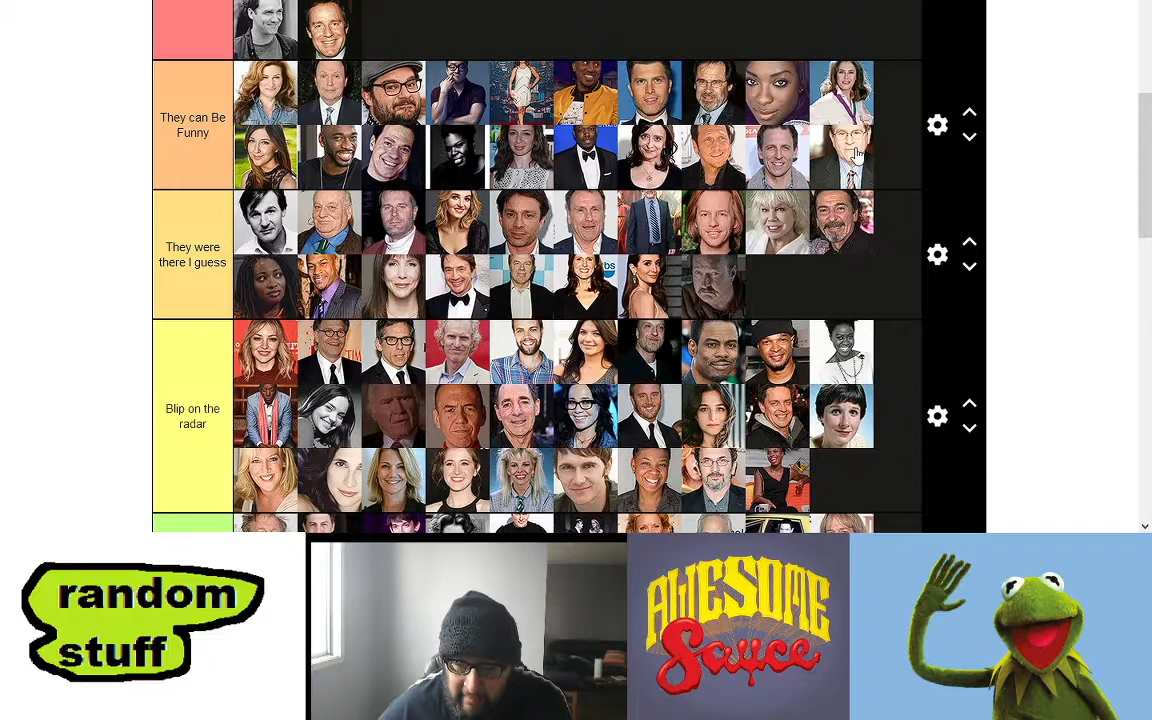 They can Be
Funny
They were
there I guess
Blip on the
radar
random
stuff
AWESOME
Sauce